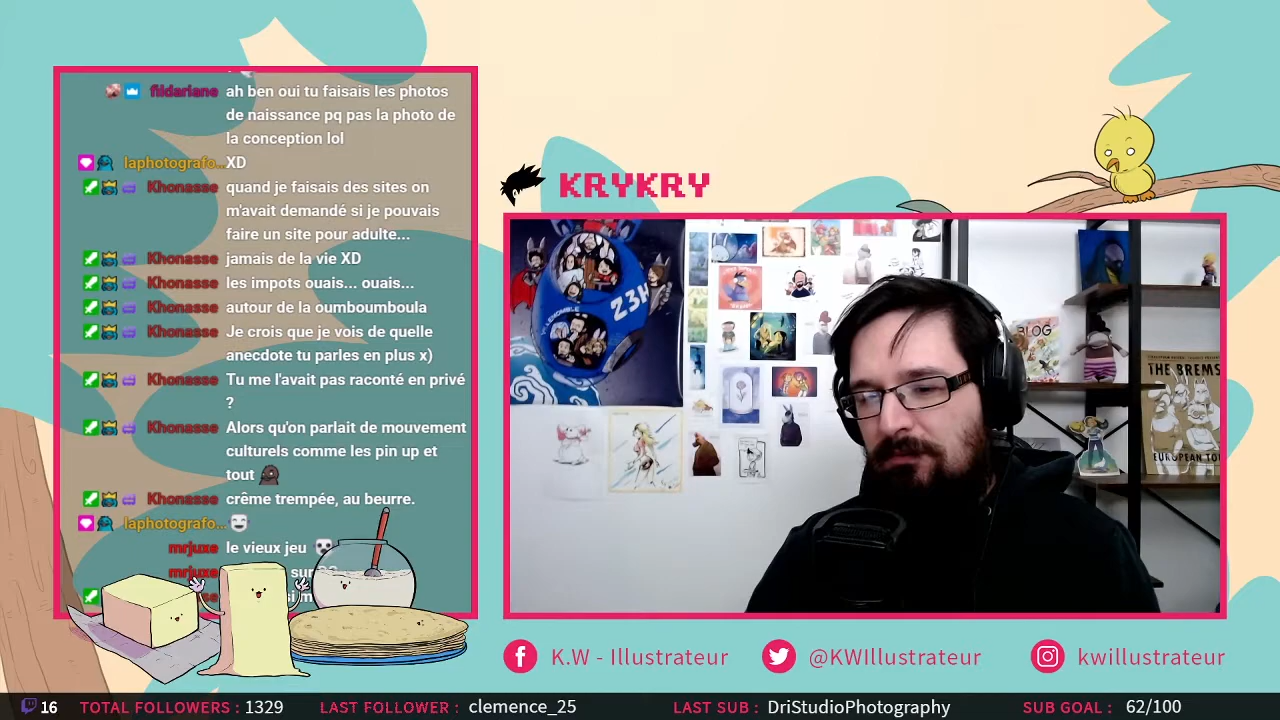 fildariane ah ben oui tu faisais les photos
de naissance pq pas la photo de
la conception lol
laphotografo... XD
Khonasse quand je faisais des sites on
m'avait demandé si je pouvais
faire un site pour adulte...
Khonasse jamais de la vie XD
Khonasse les impots ouais... ouais...
Khonasse autour de la oumboumboula
Khonasse Je crois que je vois de quelle
anecdote tu parles en plus x)
Khonasse Tu me l'avait pas raconté en privé
?
Khonasse Alors qu'on parlait de mouvement
culturels comme les pin up et
tout
Khonasse crême trempée, au beurre.
laphotografo...
mrjuxe le vieux jeu
mrjuxe
KRYKRY
23H
BLOG
THE BREMS
EUROPEAN TO
K.W - Illustrateur
@KWIllustrateur
kwillustrateur
16 TOTAL FOLLOWERS : 1329 LAST FOLLOWER : clemence_25 LAST SUB : DriStudioPhotography SUB GOAL : 62/100